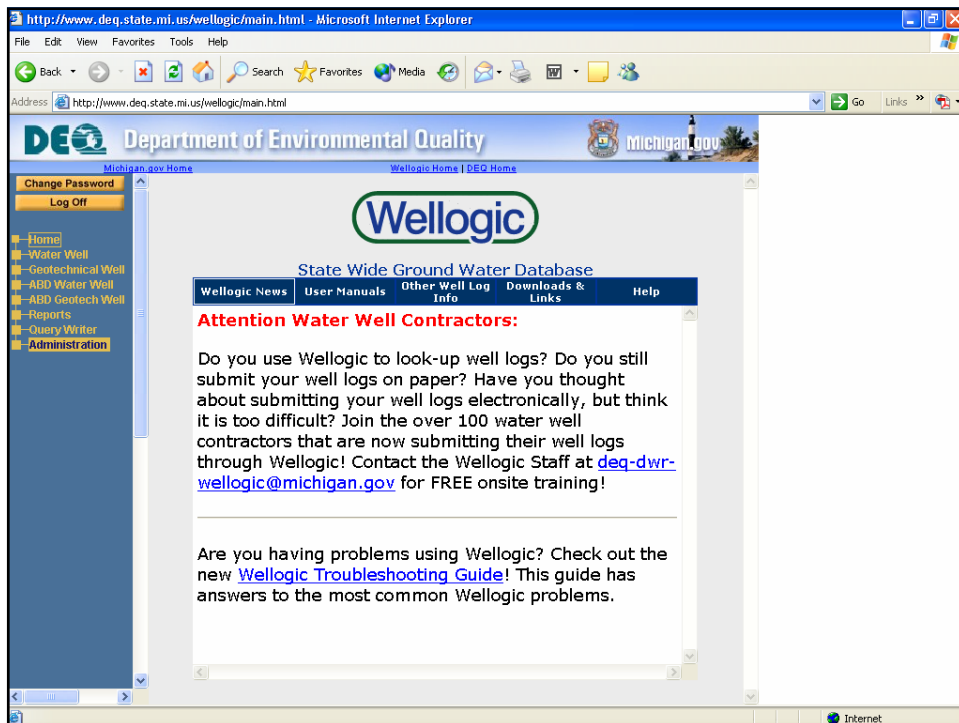 http://www.deq.state.mi.us/wellogic/main.html - Microsoft Internet Explorer
File Edit View Favorites Tools Help
Back Search Favorites Media
Address http://www.deq.state.mi.us/wellogic/main.html Go Links »
DEQ Department of Environmental Quality Michigan.gov
Michigan.gov Home Wellogic Home | DEQ Home
Change Password
Log Off
Home
Water Well
Geotechnical Well
ABD Water Well
ABD Geotech Well
Reports
Query Writer
Administration
Wellogic
State Wide Ground Water Database
Wellogic News User Manuals Other Well Log Info Downloads & Links Help
Attention Water Well Contractors:
Do you use Wellogic to look-up well logs? Do you still
submit your well logs on paper? Have you thought
about submitting your well logs electronically, but think
it is too difficult? Join the over 100 water well
contractors that are now submitting their well logs
through Wellogic! Contact the Wellogic Staff at deq-dwr-
wellogic@michigan.gov for FREE onsite training!
Are you having problems using Wellogic? Check out the
new Wellogic Troubleshooting Guide! This guide has
answers to the most common Wellogic problems.
Internet